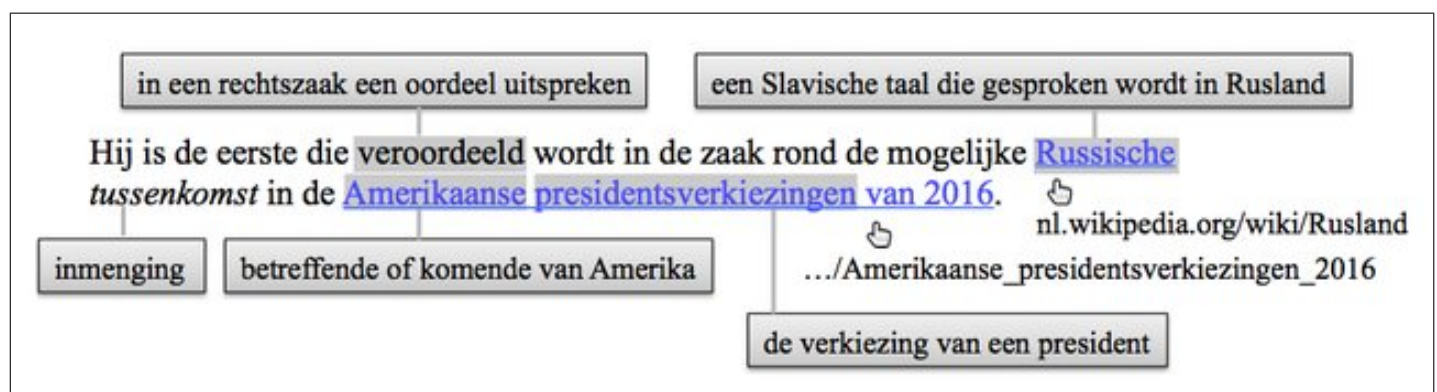 in een rechtszaak een oordeel uitspreken
een Slavische taal die gesproken wordt in Rusland
Hij is de eerste die veroordeeld wordt in de zaak rond de mogelijke Russische
tussenkomst in de Amerikaanse presidentsverkiezingen van 2016.
nl.wikipedia.org/wiki/Rusland
inmenging
betreffende of komende van Amerika
…/Amerikaanse_presidentsverkiezingen_2016
de verkiezing van een president